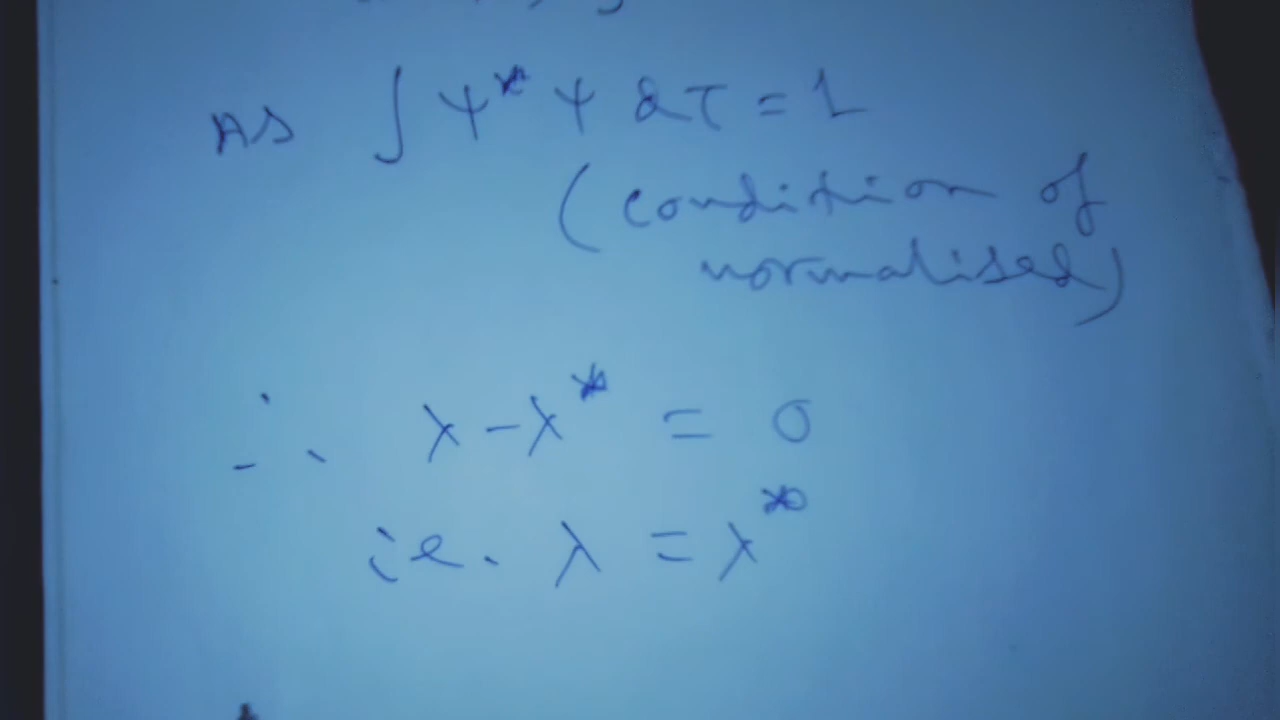 As ∫ ψ* ψ dτ = 1
(condition of
normalised)
∴ λ - λ* = 0
i.e. λ = λ*